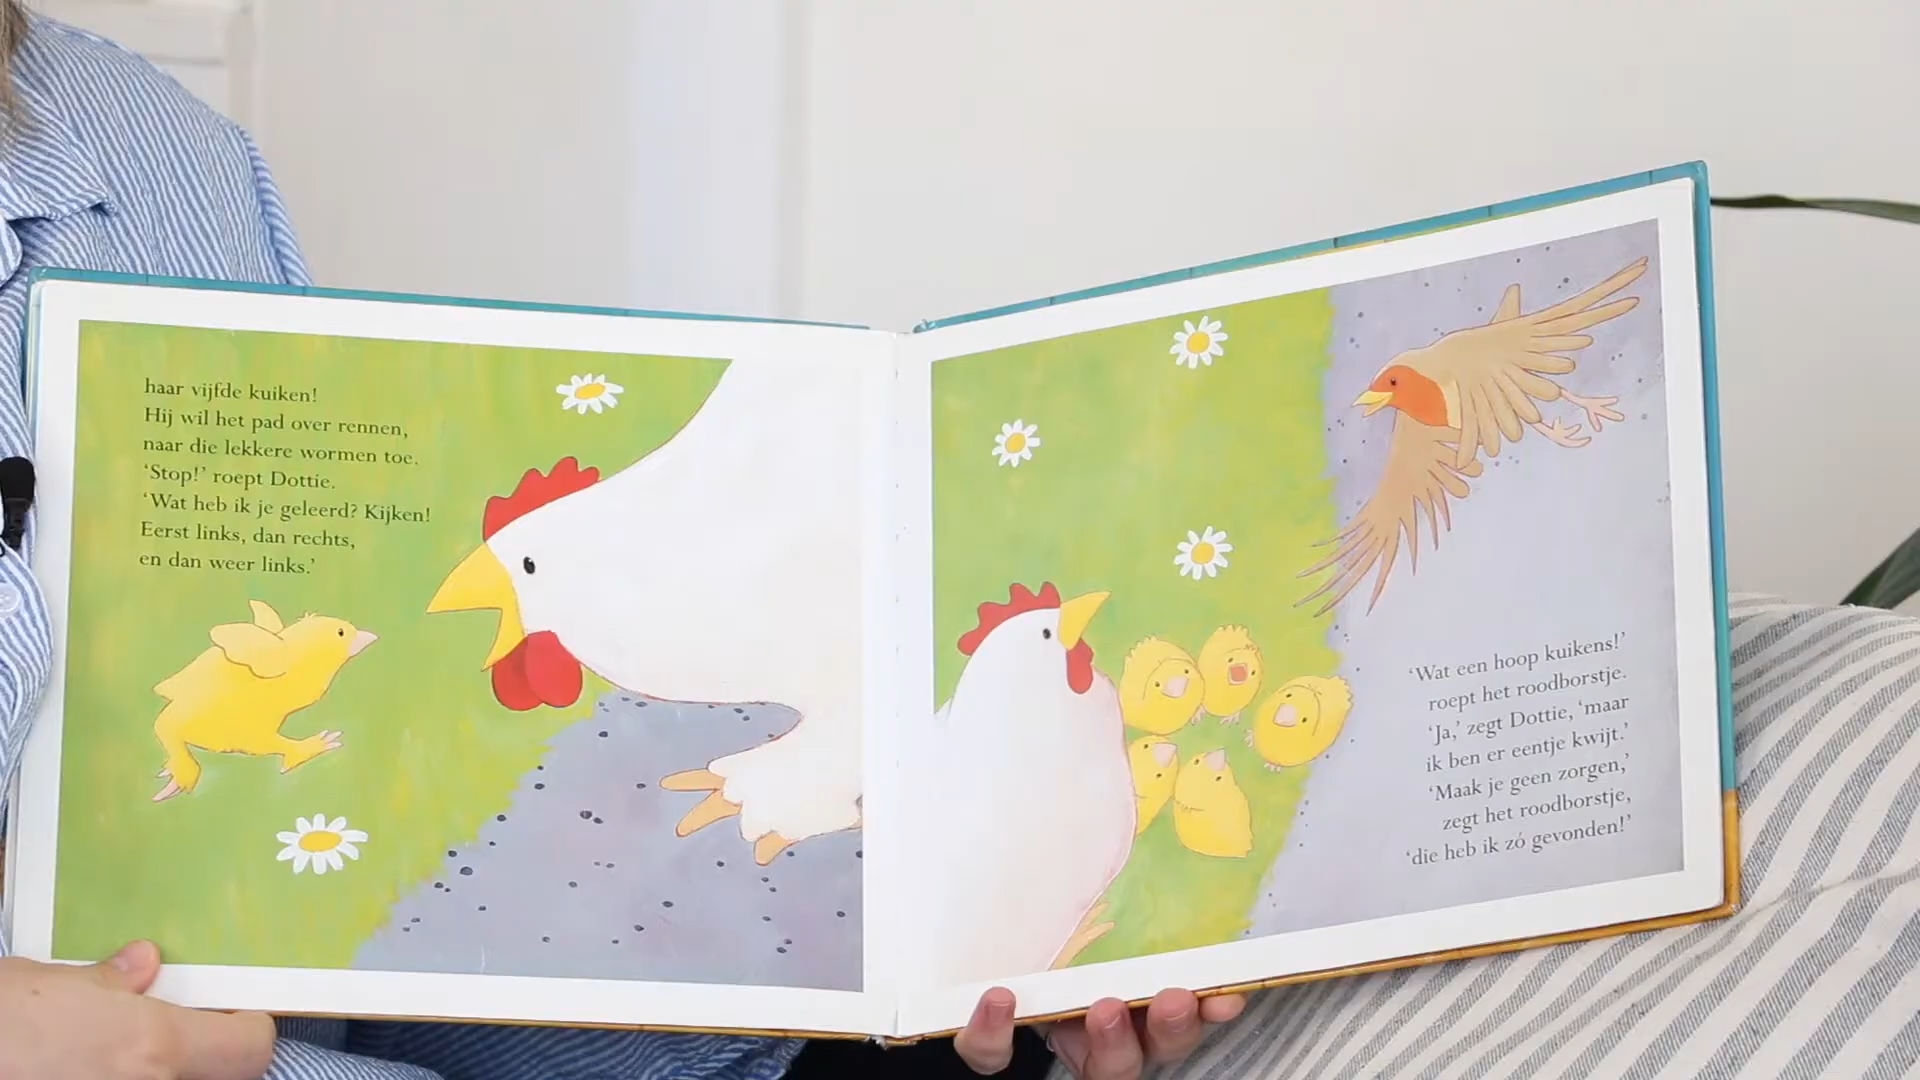 haar vijfde kuiken!
Hij wil het pad over rennen,
naar die lekkere wormen toe.
‘Stop!’ roept Dottie.
‘Wat heb ik je geleerd? Kijken!
Eerst links, dan rechts,
en dan weer links.’
‘Wat een hoop kuikens!’
roept het roodborstje.
‘Ja,’ zegt Dottie, ‘maar
ik ben er eentje kwijt.’
‘Maak je geen zorgen,’
zegt het roodborstje,
‘die heb ik zó gevonden!’